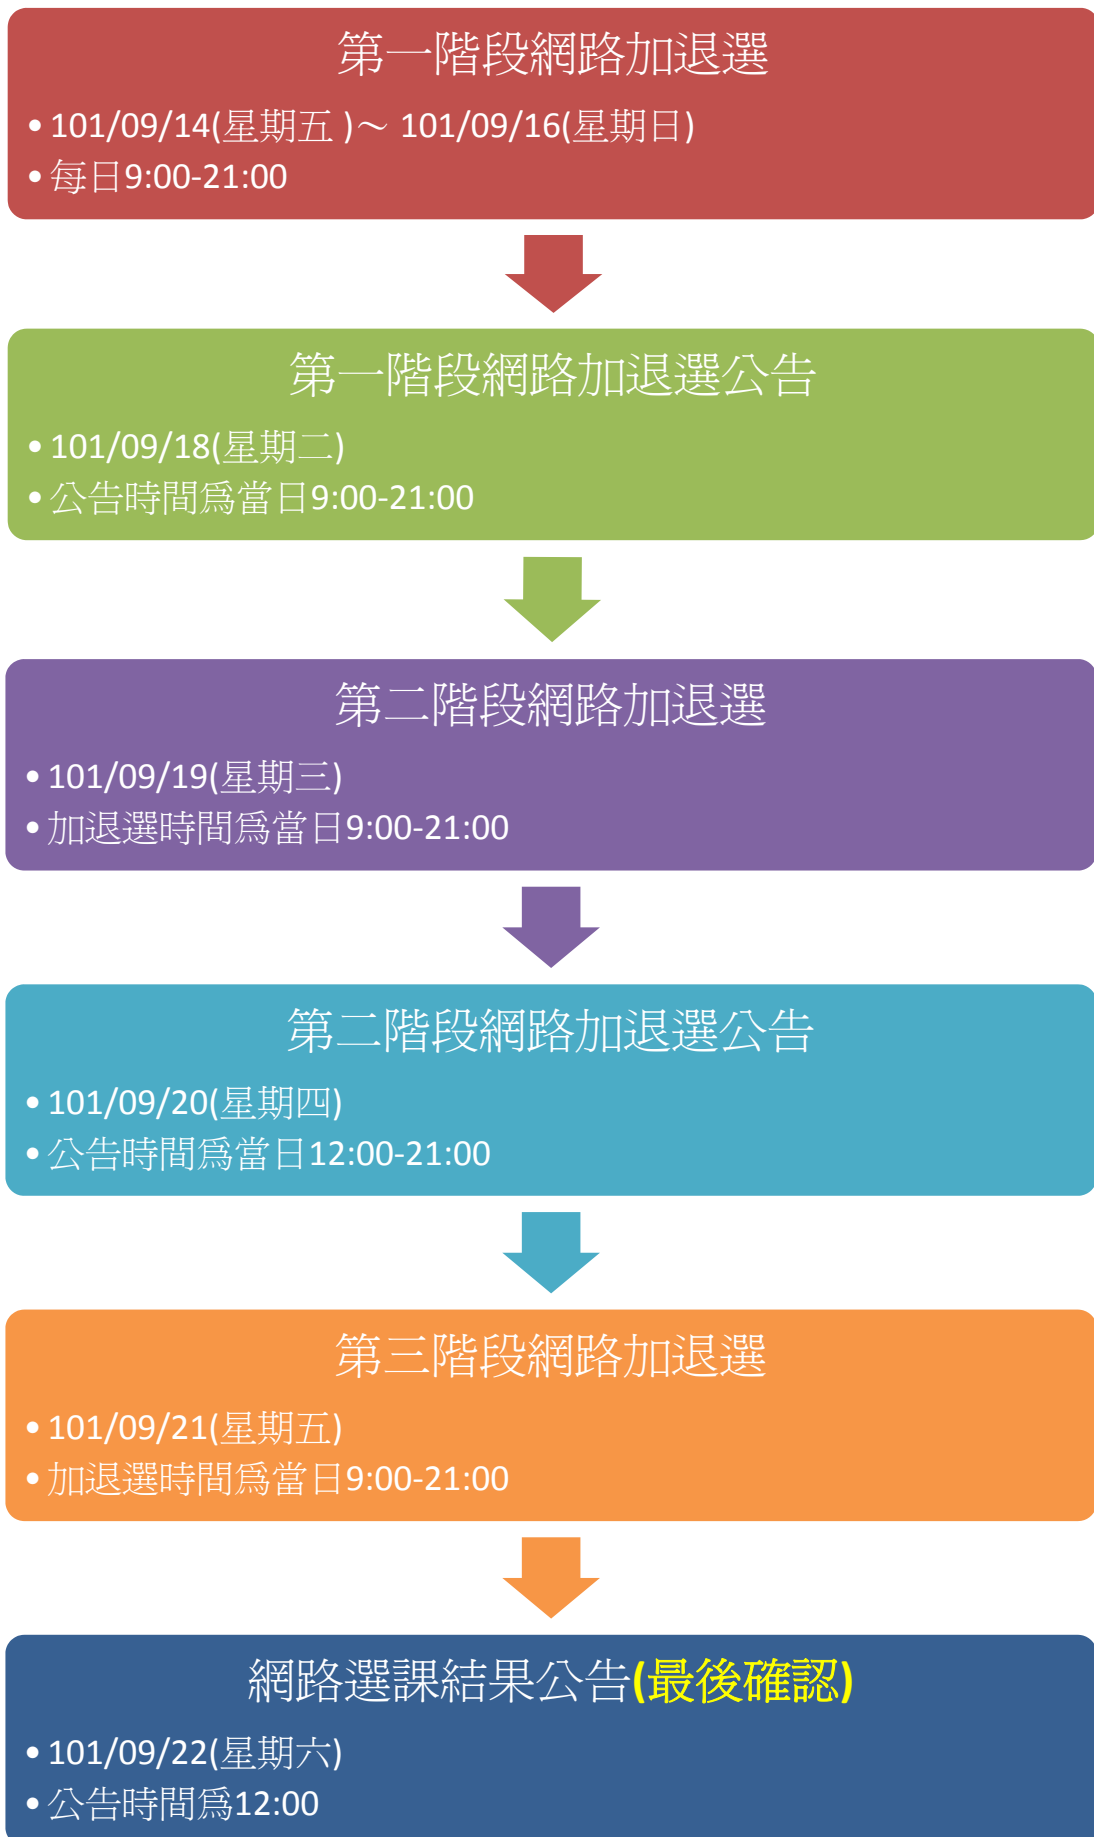 第一階段網路加退選
• 101/09/14(星期五 )～ 101/09/16(星期日)
• 每日9:00-21:00
第一階段網路加退選公告
• 101/09/18(星期二)
• 公告時間爲當日9:00-21:00
第二階段網路加退選
• 101/09/19(星期三)
• 加退選時間爲當日9:00-21:00
第二階段網路加退選公告
• 101/09/20(星期四)
• 公告時間爲當日12:00-21:00
第三階段網路加退選
• 101/09/21(星期五)
• 加退選時間爲當日9:00-21:00
網路選課結果公告(最後確認)
• 101/09/22(星期六)
• 公告時間爲12:00